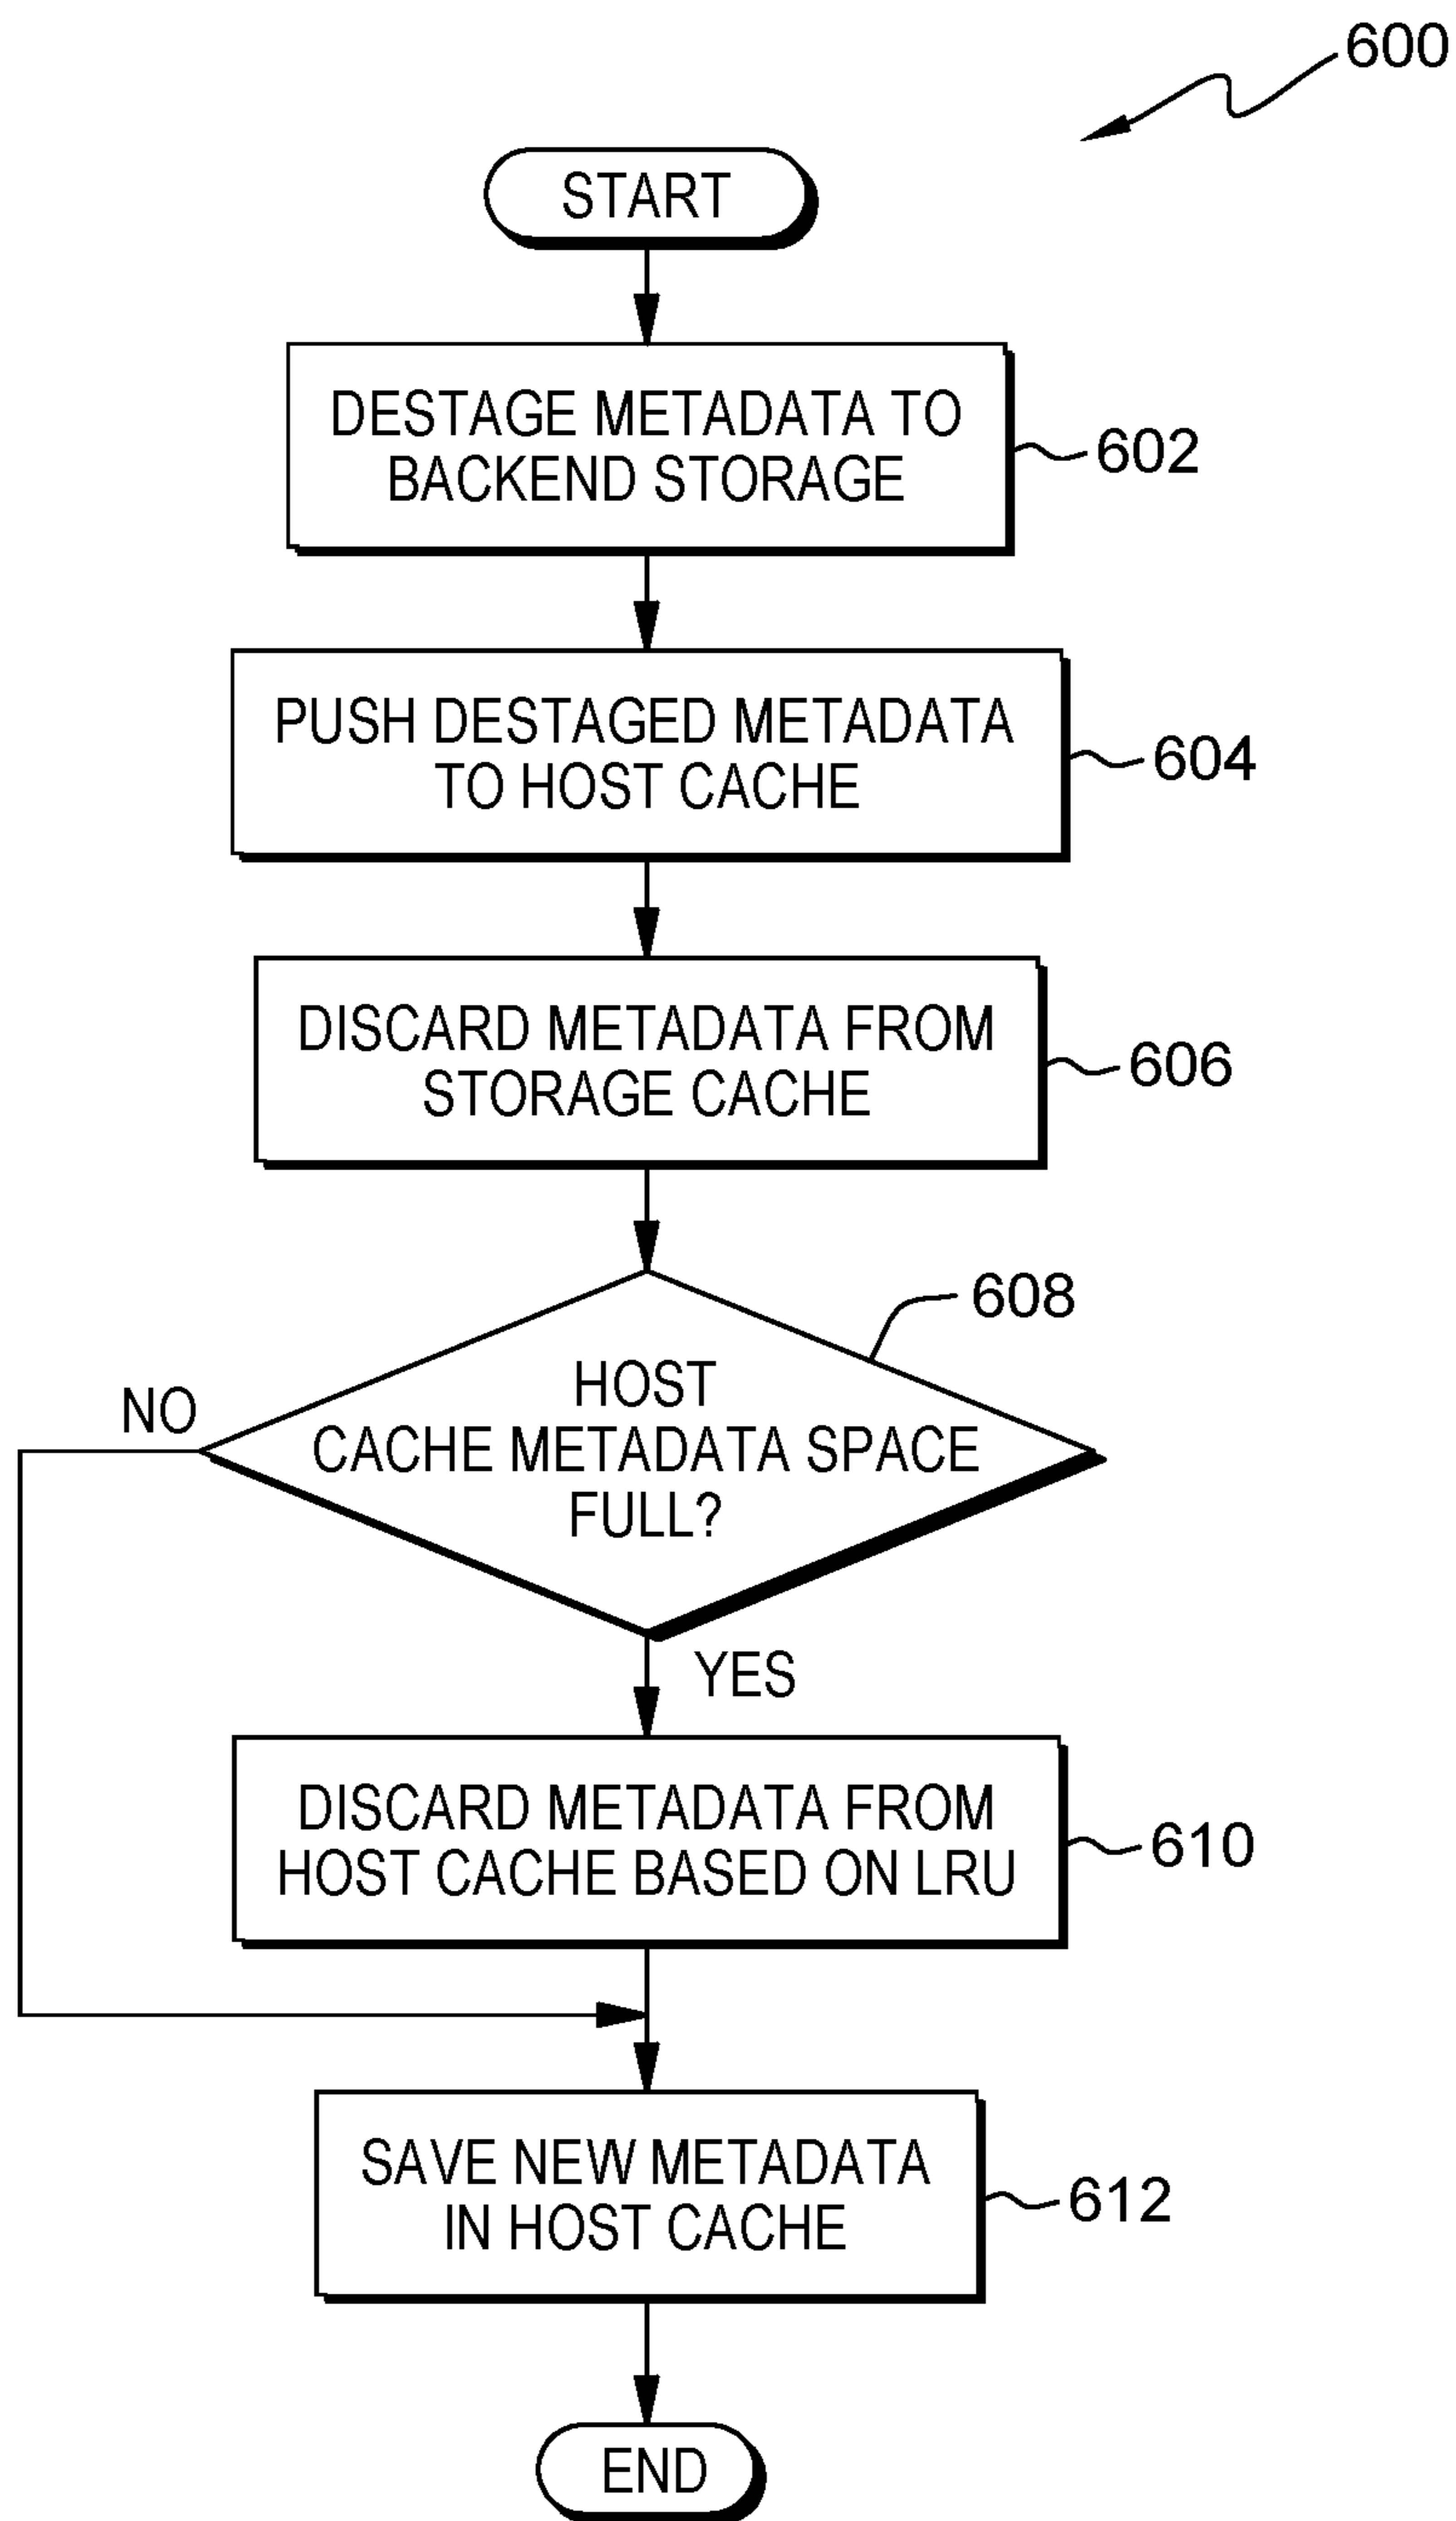 600
START
DESTAGE METADATA TO
BACKEND STORAGE
602
PUSH DESTAGED METADATA
TO HOST CACHE
604
DISCARD METADATA FROM
STORAGE CACHE
606
608
HOST
CACHE METADATA SPACE
FULL?
NO
YES
DISCARD METADATA FROM
HOST CACHE BASED ON LRU
610
SAVE NEW METADATA
IN HOST CACHE
612
END